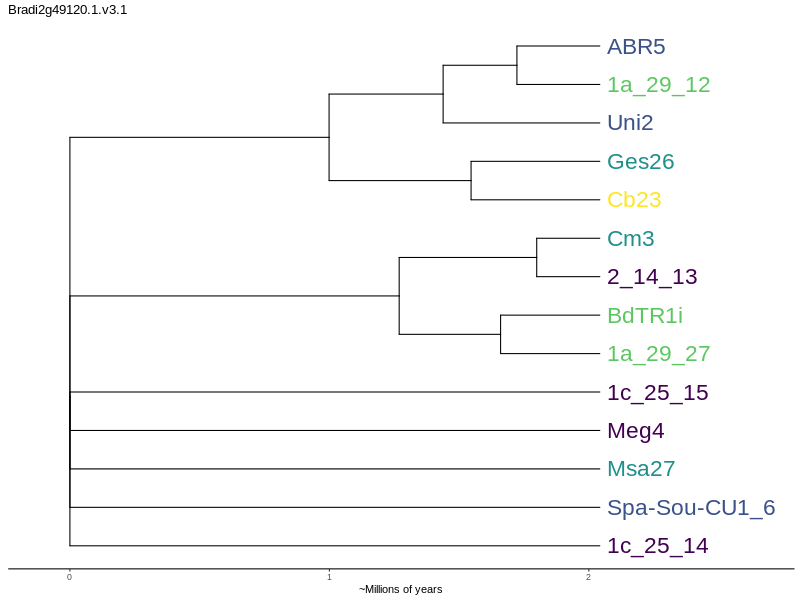 Bradi2g49120.1.v3.1
ABR5
1a_29_12
Uni2
Ges26
Cb23
Cm3
2_14_13
BdTR1i
1a_29_27
1c_25_15
Meg4
Msa27
Spa-Sou-CU1_6
1c_25_14
0 1 2
~Millions of years